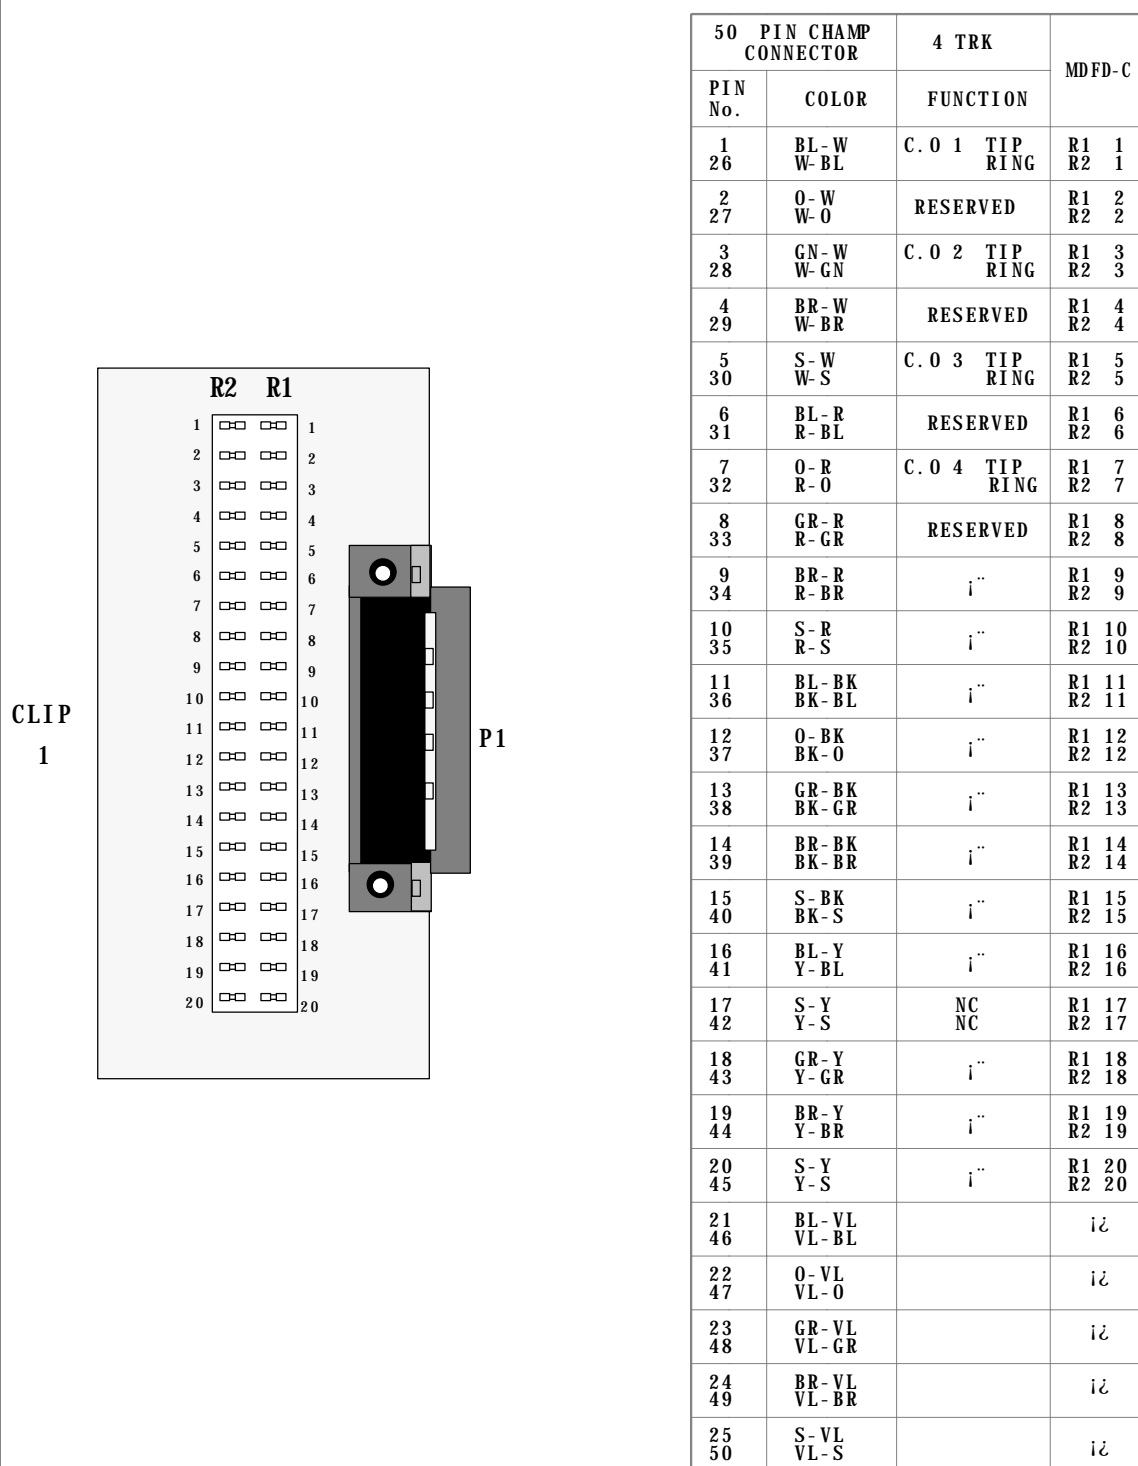 50 PIN CHAMP CONNECTOR 4 TRK MDFD-C
PIN No. COLOR FUNCTION
1 BL-W C.O 1 TIP R1 1
26 W-BL RING R2 1
2 O-W RESERVED R1 2
27 W-O R2 2
3 GN-W C.O 2 TIP R1 3
28 W-GN RING R2 3
4 BR-W RESERVED R1 4
29 W-BR R2 4
5 S-W C.O 3 TIP R1 5
30 W-S RING R2 5
6 BL-R RESERVED R1 6
31 R-BL R2 6
7 O-R C.O 4 TIP R1 7
32 R-O RING R2 7
8 GR-R RESERVED R1 8
33 R-GR R2 8
9 BR-R ¡¨ R1 9
34 R-BR R2 9
10 S-R ¡¨ R1 10
35 R-S R2 10
11 BL-BK ¡¨ R1 11
36 BK-BL R2 11
12 O-BK ¡¨ R1 12
37 BK-O R2 12
13 GR-BK ¡¨ R1 13
38 BK-GR R2 13
14 BR-BK ¡¨ R1 14
39 BK-BR R2 14
15 S-BK ¡¨ R1 15
40 BK-S R2 15
16 BL-Y ¡¨ R1 16
41 Y-BL R2 16
17 S-Y NC R1 17
42 Y-S NC R2 17
18 GR-Y ¡¨ R1 18
43 Y-GR R2 18
19 BR-Y ¡¨ R1 19
44 Y-BR R2 19
20 S-Y ¡¨ R1 20
45 Y-S R2 20
21 BL-VL ¡¿
46 VL-BL
22 O-VL ¡¿
47 VL-O
23 GR-VL ¡¿
48 VL-GR
24 BR-VL ¡¿
49 VL-BR
25 S-VL ¡¿
50 VL-S
R2 R1
1 1
2 2
3 3
4 4
5 5
6 6
7 7
8 8
9 9
10 10
11 11
12 12
13 13
14 14
15 15
16 16
17 17
18 18
19 19
20 20
CLIP
1
P1